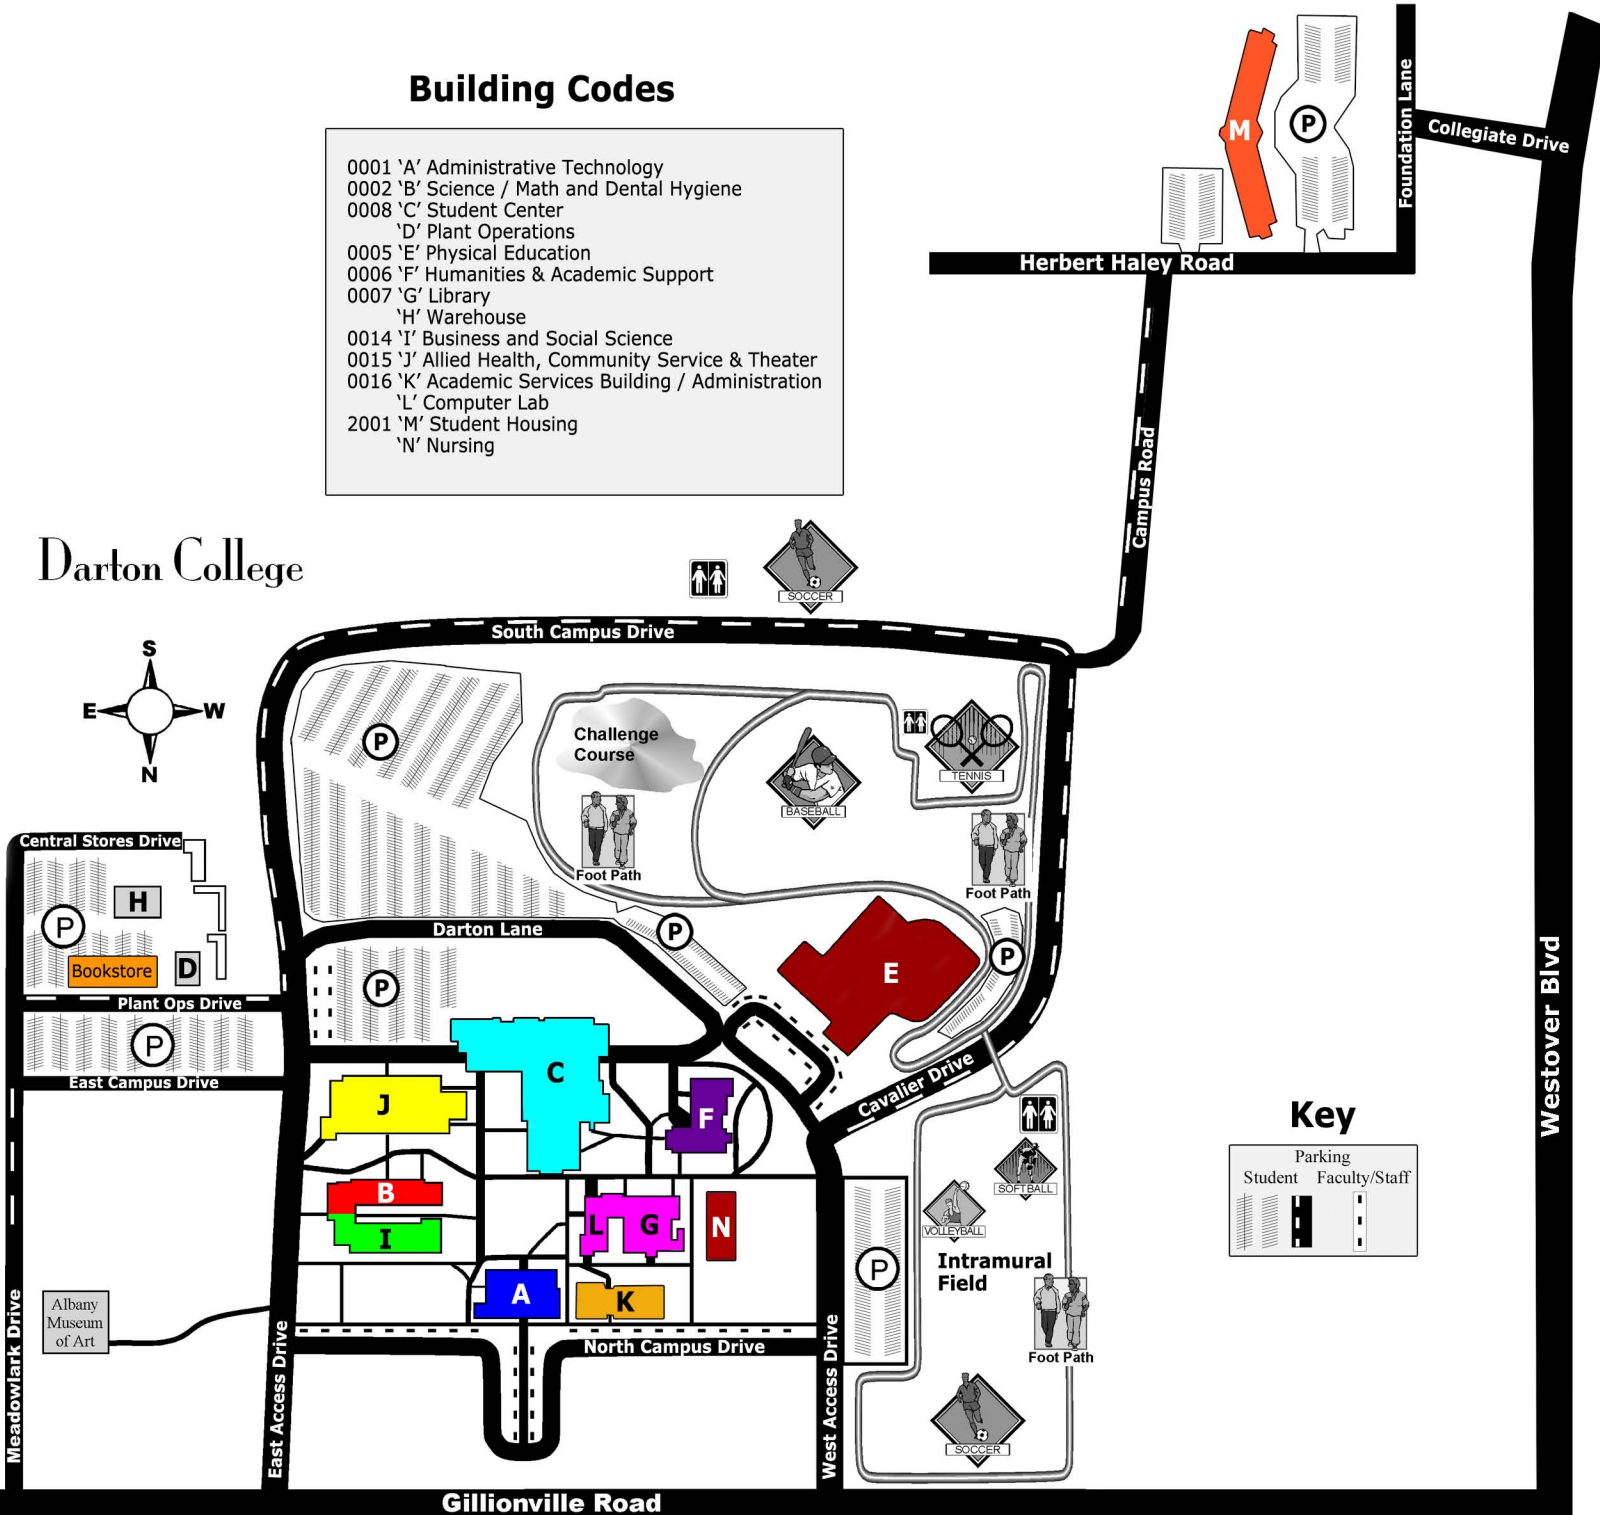 Building Codes
0001 ‘A’ Administrative Technology
0002 ‘B’ Science / Math and Dental Hygiene
0008 ‘C’ Student Center
‘D’ Plant Operations
0005 ‘E’ Physical Education
0006 ‘F’ Humanities & Academic Support
0007 ‘G’ Library
‘H’ Warehouse
0014 ‘I’ Business and Social Science
0015 ‘J’ Allied Health, Community Service & Theater
0016 ‘K’ Academic Services Building / Administration
‘L’ Computer Lab
2001 ‘M’ Student Housing
‘N’ Nursing
M
P
Foundation Lane
Collegiate Drive
Herbert Haley Road
Campus Road
Darton College
SOCCER
South Campus Drive
S
E
W
N
P
Challenge
Course
BASEBALL
TENNIS
Foot Path
Foot Path
Central Stores Drive
H
P
Bookstore
D
Plant Ops Drive
P
East Campus Drive
Darton Lane
P
P
E
P
Cavalier Drive
C
J
F
B
I
L
G
N
A
K
P
SOFTBALL
VOLLEYBALL
Intramural
Field
Foot Path
SOCCER
Westover Blvd
Key
Parking
Student
Faculty/Staff
Albany
Museum
of Art
Meadowlark Drive
East Access Drive
North Campus Drive
West Access Drive
Gillionville Road